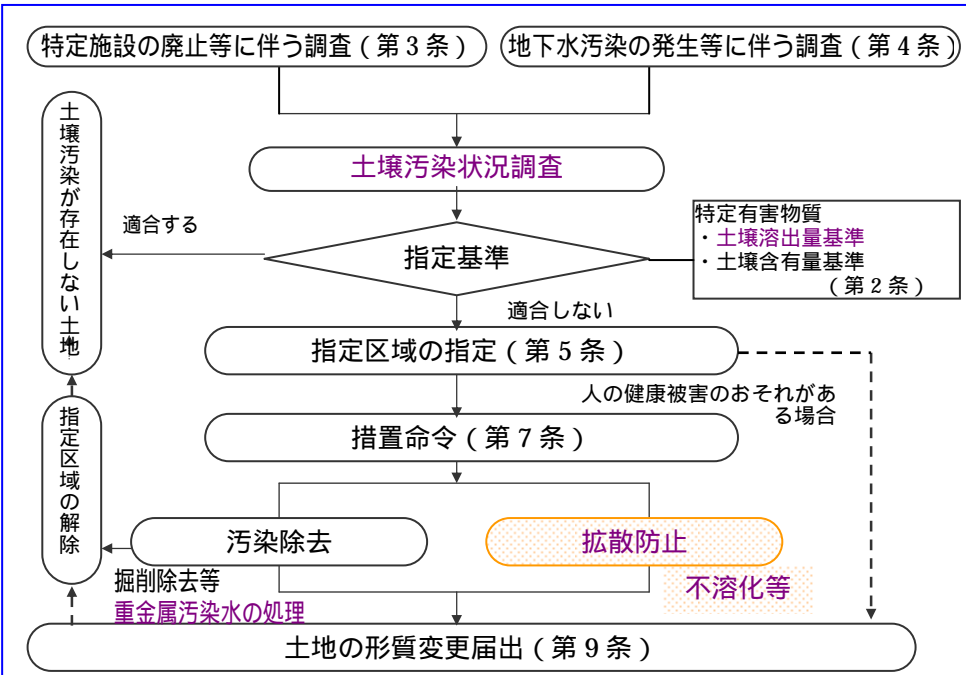 特定施設の廃止等に伴う調査(第3条)
地下水汚染の発生等に伴う調査(第4条)
土壌汚染が存在しない土地
土壌汚染状況調査
適合する
指定基準
特定有害物質
・土壌溶出量基準
・土壌含有量基準
(第2条)
適合しない
指定区域の指定(第5条)
人の健康被害のおそれがあ
る場合
措置命令(第7条)
指定区域の解除
汚染除去
拡散防止
掘削除去等
重金属汚染水の処理
不溶化等
土地の形質変更届出(第9条)